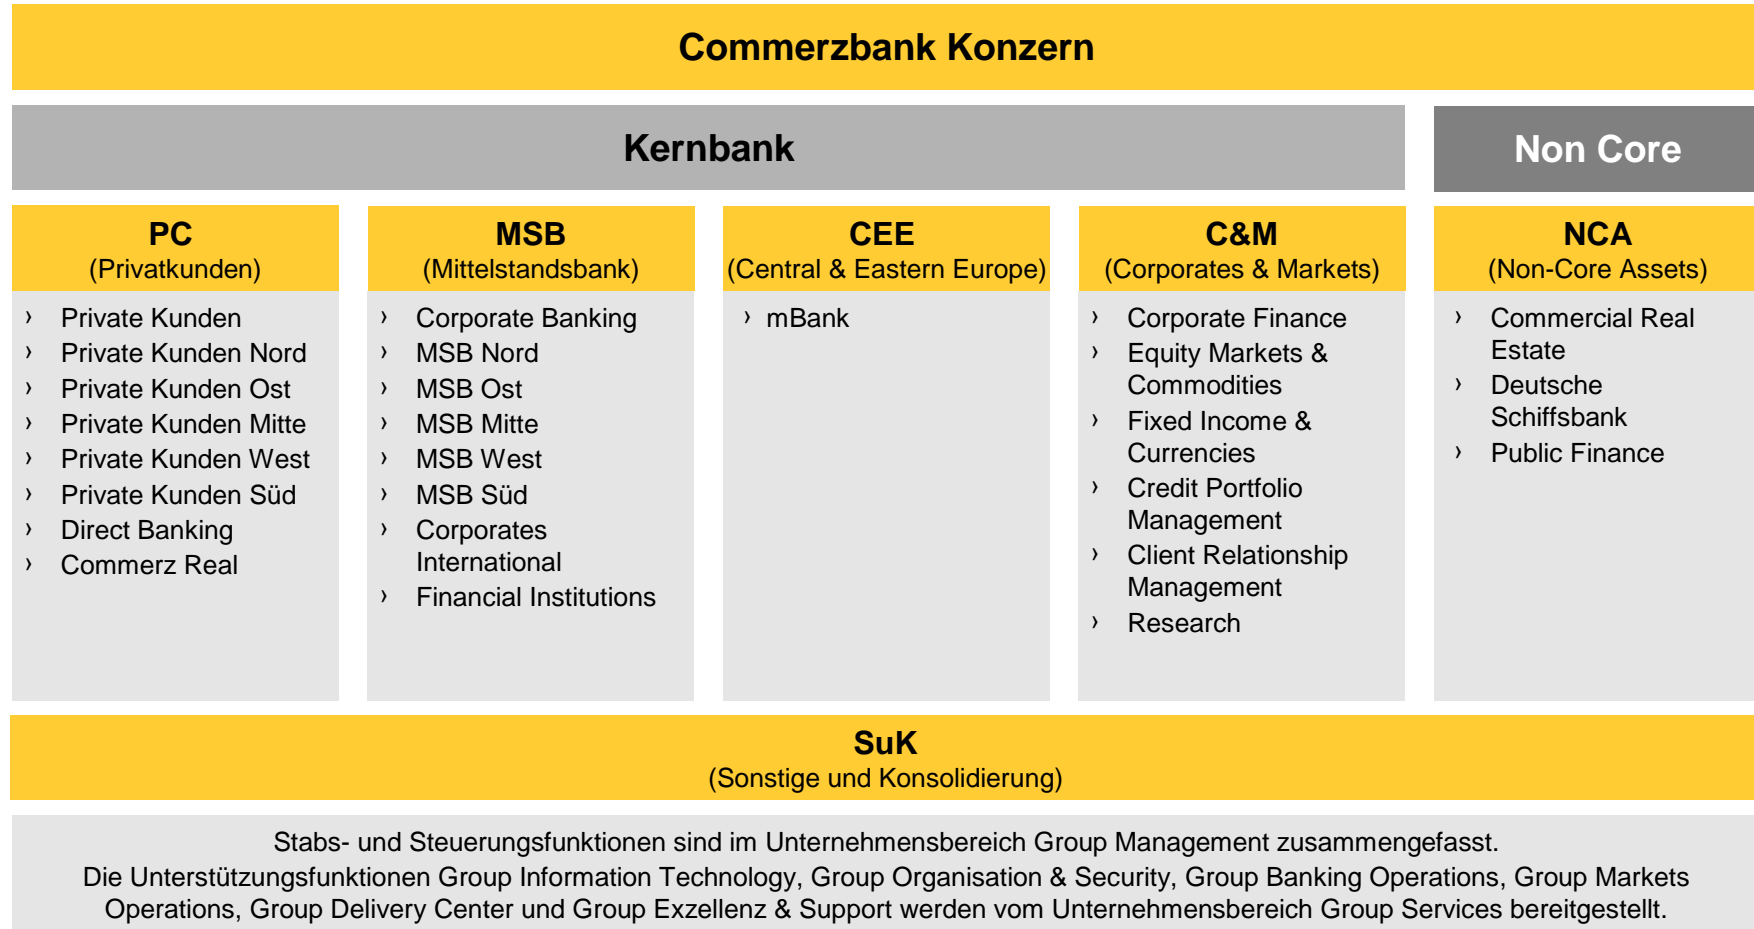 Commerzbank Konzern
Kernbank
Non Core
PC
(Privatkunden)
› Private Kunden
› Private Kunden Nord
› Private Kunden Ost
› Private Kunden Mitte
› Private Kunden West
› Private Kunden Süd
› Direct Banking
› Commerz Real
MSB
(Mittelstandsbank)
› Corporate Banking
› MSB Nord
› MSB Ost
› MSB Mitte
› MSB West
› MSB Süd
› Corporates
International
› Financial Institutions
CEE
(Central & Eastern Europe)
› mBank
C&M
(Corporates & Markets)
› Corporate Finance
› Equity Markets &
Commodities
› Fixed Income &
Currencies
› Credit Portfolio
Management
› Client Relationship
Management
› Research
NCA
(Non-Core Assets)
› Commercial Real
Estate
› Deutsche
Schiffsbank
› Public Finance
SuK
(Sonstige und Konsolidierung)
Stabs- und Steuerungsfunktionen sind im Unternehmensbereich Group Management zusammengefasst.
Die Unterstützungsfunktionen Group Information Technology, Group Organisation & Security, Group Banking Operations, Group Markets
Operations, Group Delivery Center und Group Exzellenz & Support werden vom Unternehmensbereich Group Services bereitgestellt.